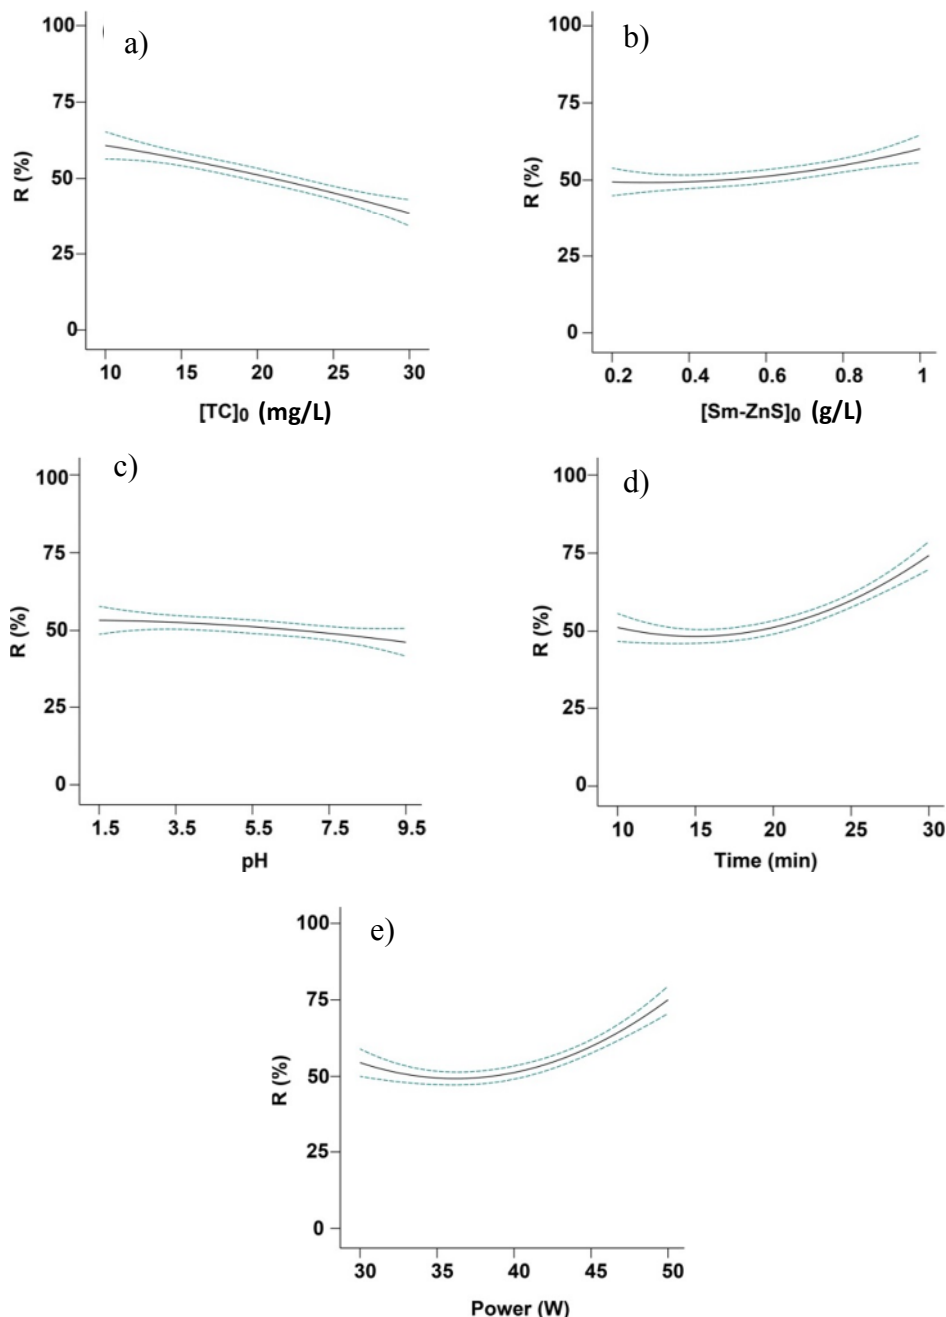 a)
100
75
50
25
0
R (%)
10 15 20 25 30
[TC]0 (mg/L)
b)
100
75
50
25
0
R (%)
0.2 0.4 0.6 0.8 1
[Sm-ZnS]0 (g/L)
c)
100
75
50
25
0
R (%)
1.5 3.5 5.5 7.5 9.5
pH
d)
100
75
50
25
0
R (%)
10 15 20 25 30
Time (min)
e)
100
75
50
25
0
R (%)
30 35 40 45 50
Power (W)